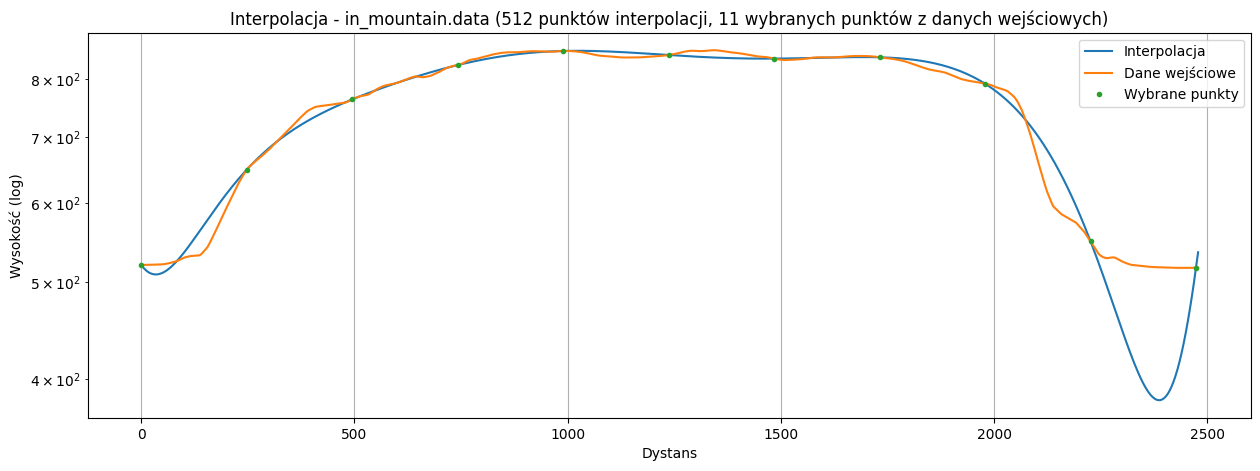 Interpolacja - in_mountain.data (512 punktów interpolacji, 11 wybranych punktów z danych wejściowych)
Interpolacja
Dane wejściowe
Wybrane punkty
8 × 10²
7 × 10²
6 × 10²
5 × 10²
4 × 10²
Wysokość (log)
0
500
1000
1500
2000
2500
Dystans